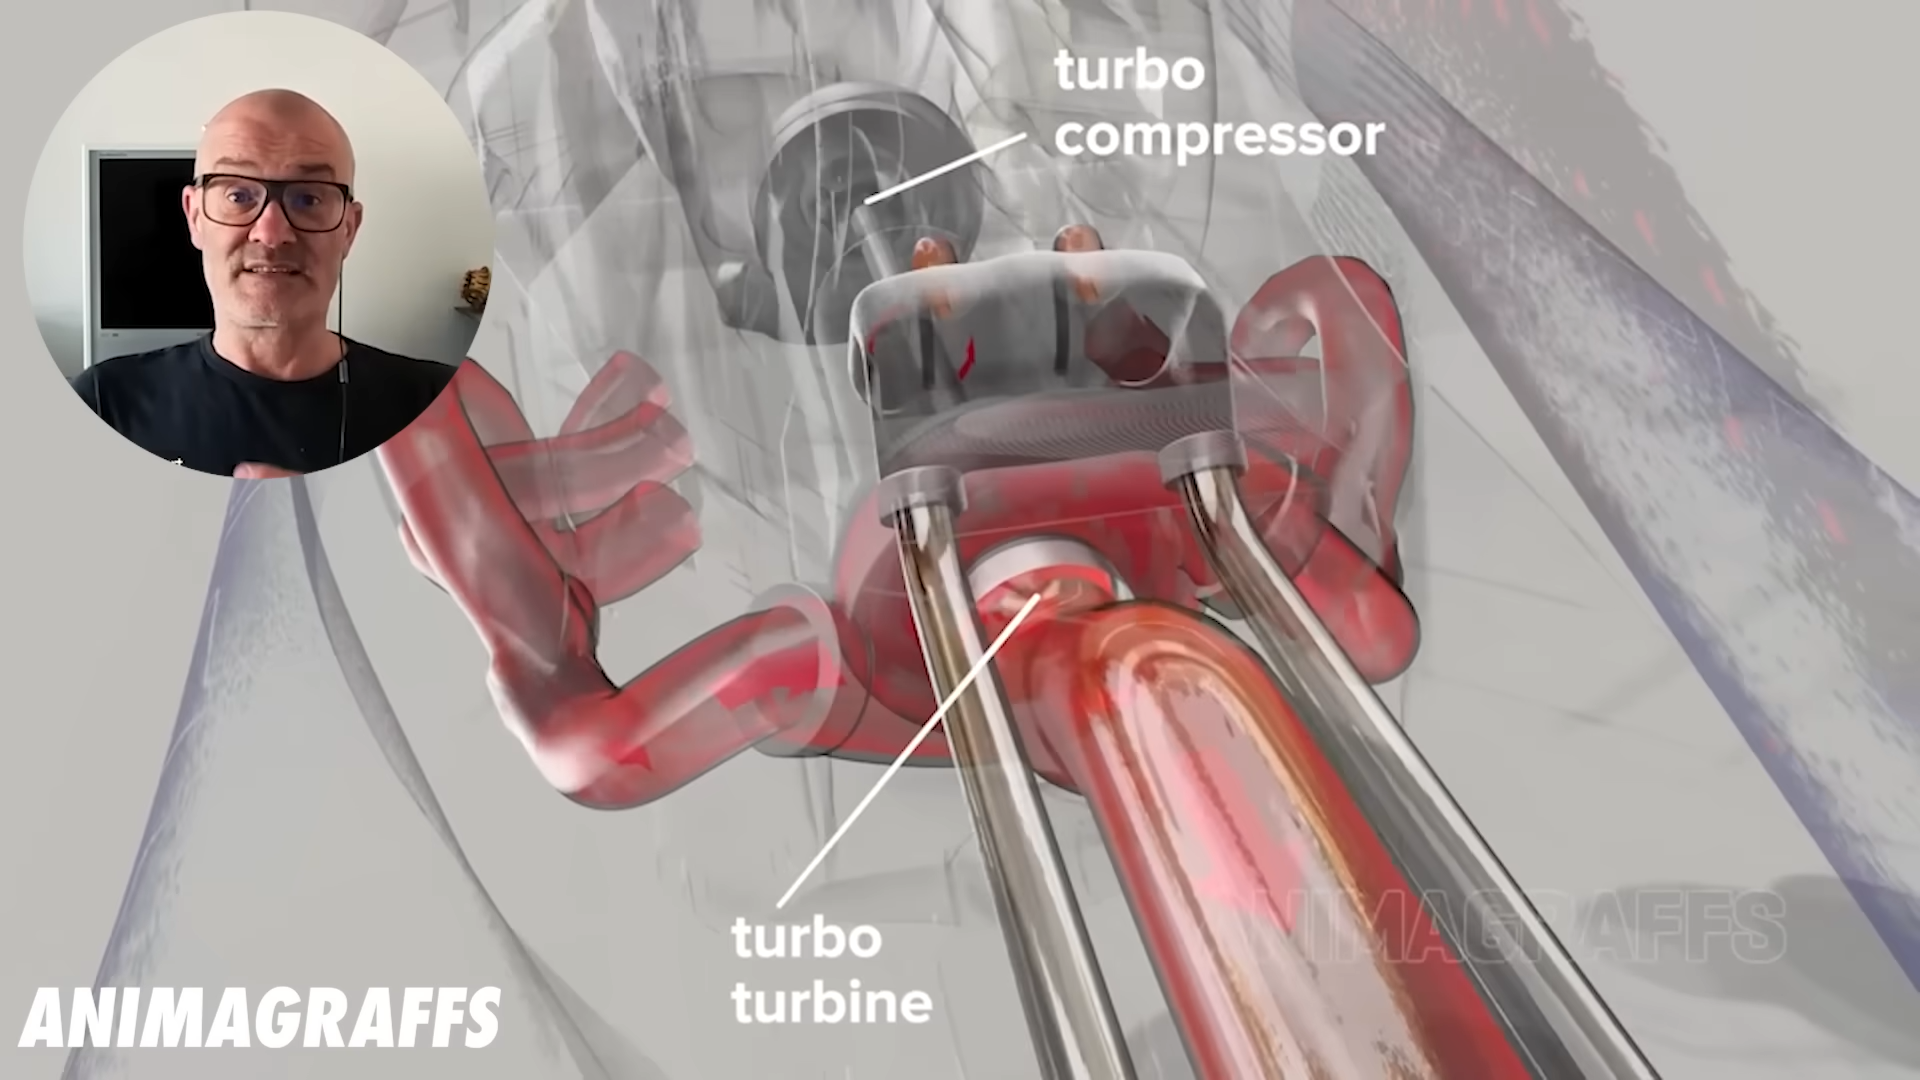 turbo
compressor
turbo
turbine
ANIMAGRAFFS
ANIMAGRAFFS